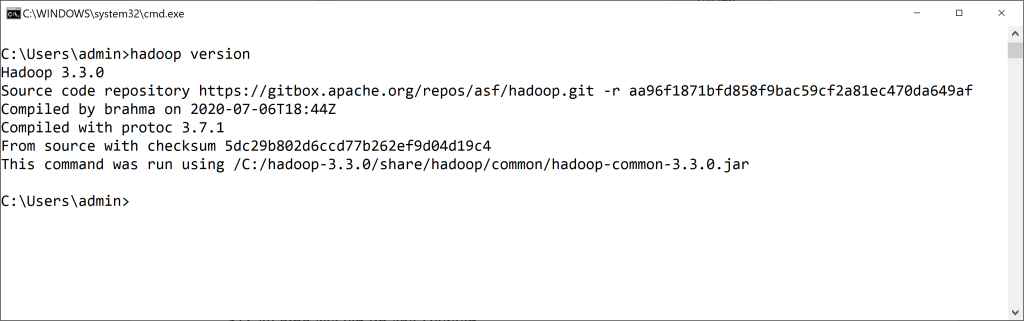 C:\WINDOWS\system32\cmd.exe
C:\Users\admin>hadoop version
Hadoop 3.3.0
Source code repository https://gitbox.apache.org/repos/asf/hadoop.git -r aa96f1871bfd858f9bac59cf2a81ec470da649af
Compiled by brahma on 2020-07-06T18:44Z
Compiled with protoc 3.7.1
From source with checksum 5dc29b802d6ccd77b262ef9d04d19c4
This command was run using /C:/hadoop-3.3.0/share/hadoop/common/hadoop-common-3.3.0.jar
C:\Users\admin>